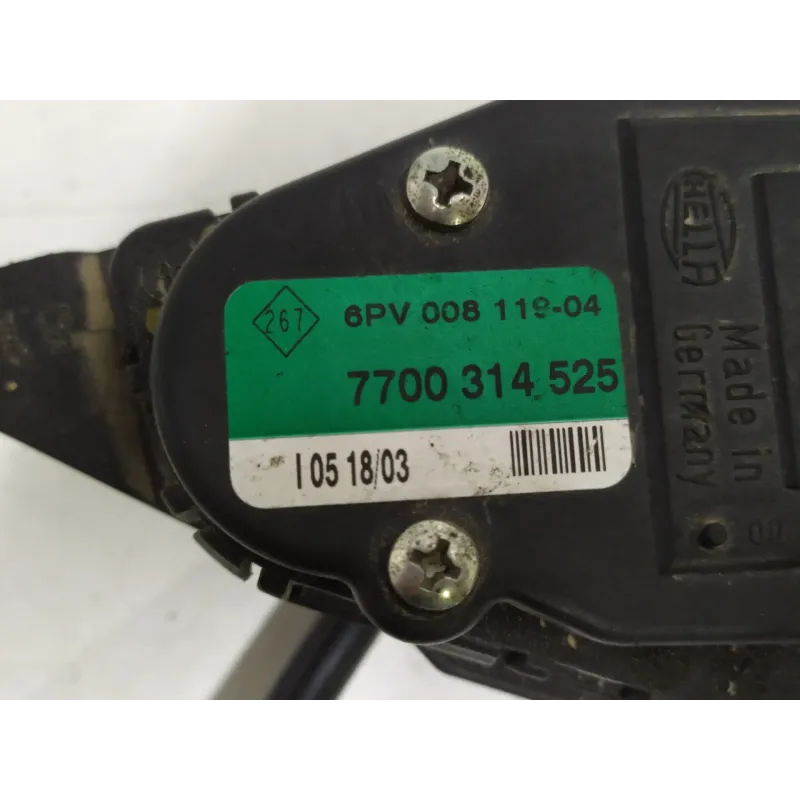 267
6PV 008 119-04
7700 314 525
I 05 18/03
HELLA
Made in
Germany